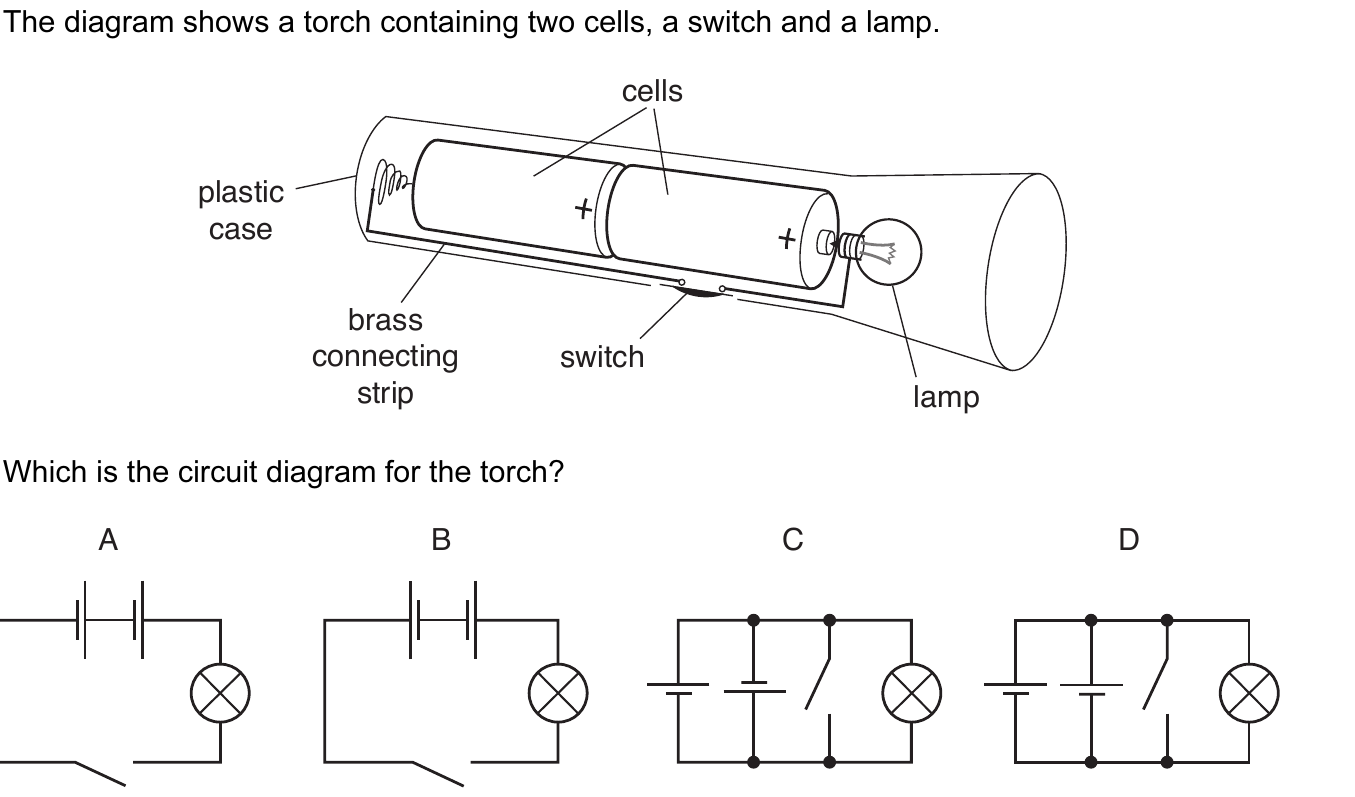 The diagram shows a torch containing two cells, a switch and a lamp.
cells
plastic
case
+
+
brass
connecting
strip
switch
lamp
Which is the circuit diagram for the torch?
A B C D